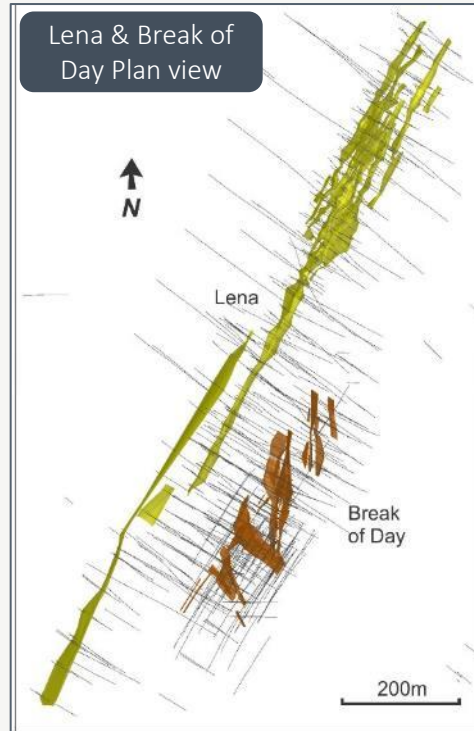 Lena & Break of
Day Plan view
N
Lena
Break
of Day
200m